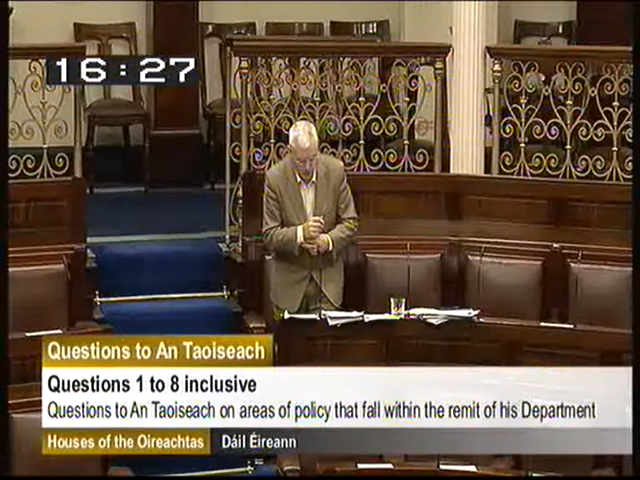 16:27
Questions to An Taoiseach
Questions 1 to 8 inclusive
Questions to An Taoiseach on areas of policy that fall within the remit of his Department
Houses of the Oireachtas Dáil Éireann